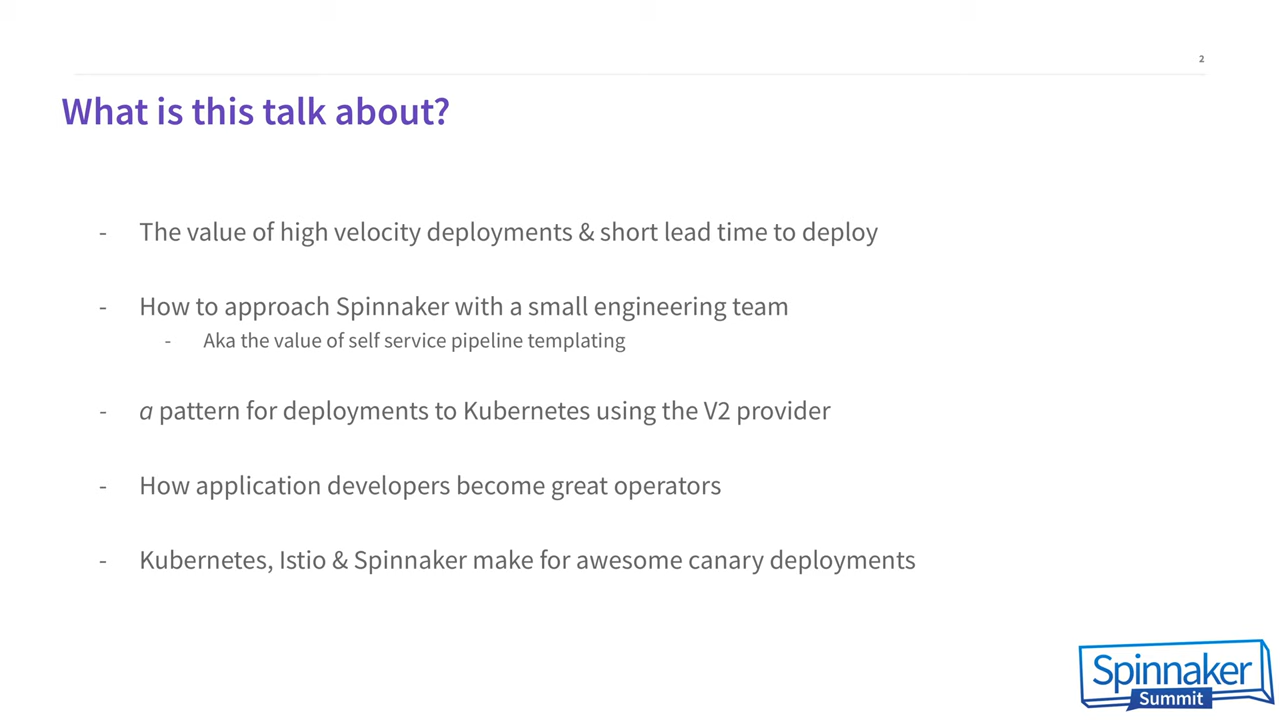 2
What is this talk about?
- The value of high velocity deployments & short lead time to deploy
- How to approach Spinnaker with a small engineering team
- Aka the value of self service pipeline templating
- a pattern for deployments to Kubernetes using the V2 provider
- How application developers become great operators
- Kubernetes, Istio & Spinnaker make for awesome canary deployments
Spinnaker
Summit